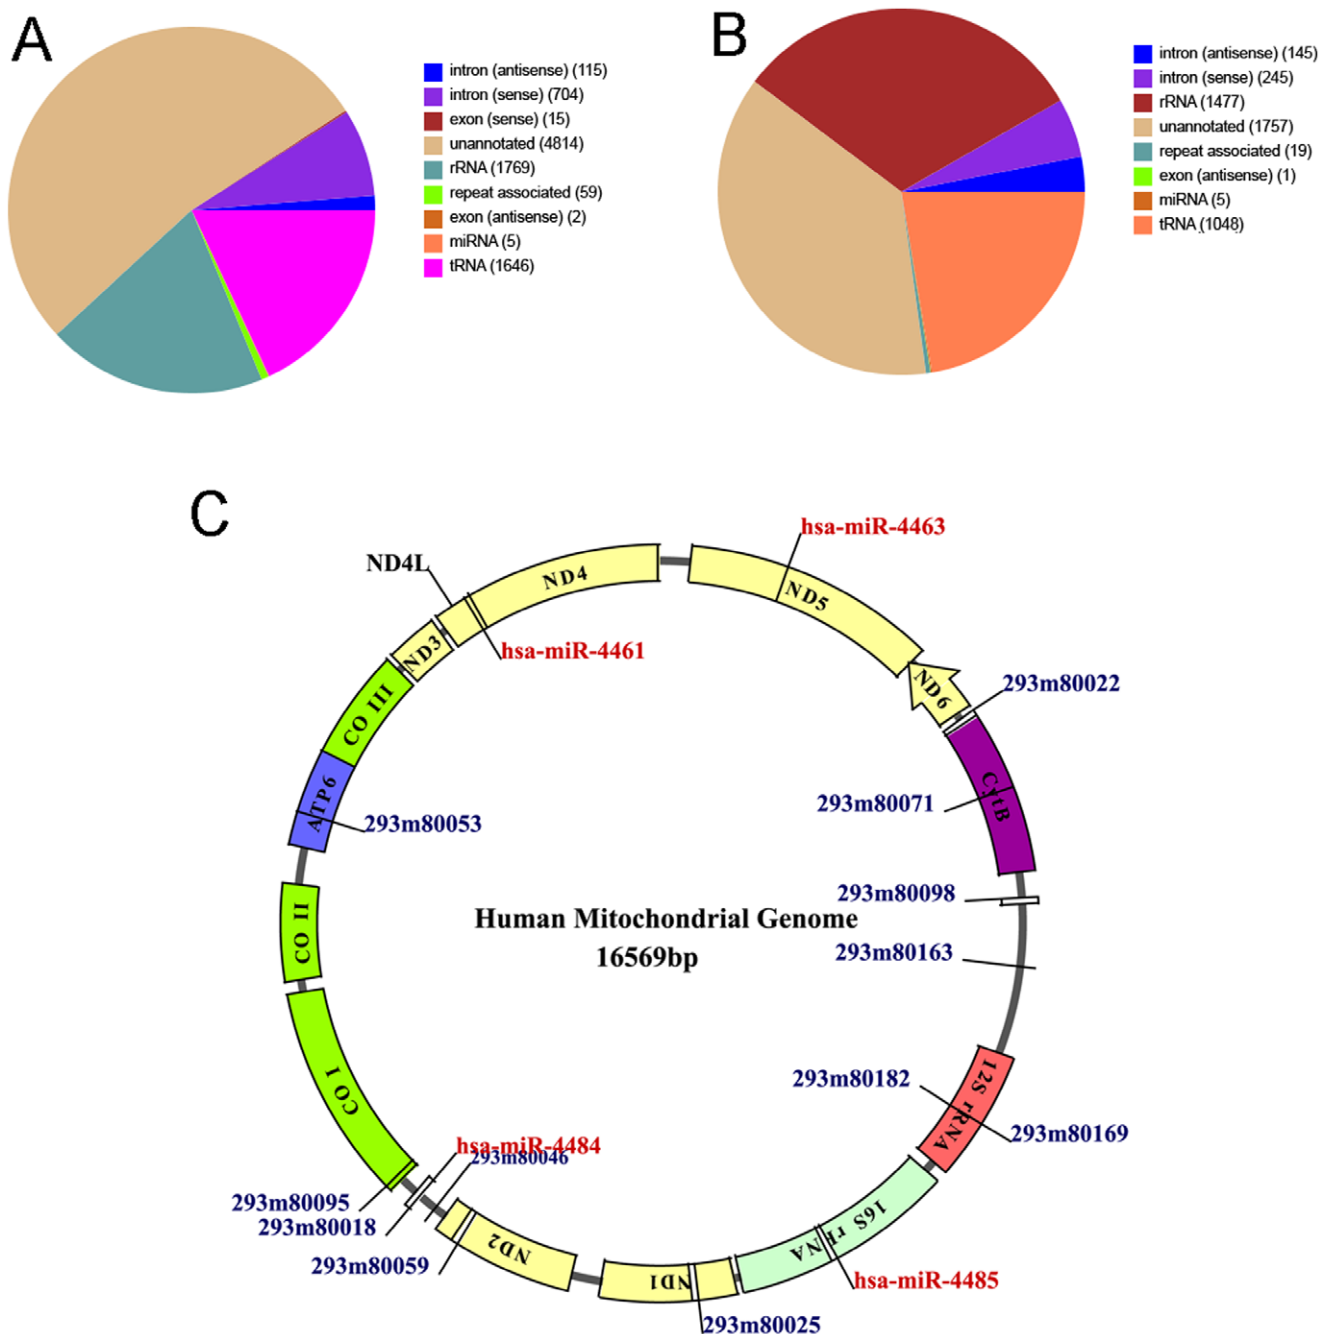 A
intron (antisense) (115)
intron (sense) (704)
exon (sense) (15)
unannotated (4814)
rRNA (1769)
repeat associated (59)
exon (antisense) (2)
miRNA (5)
tRNA (1646)
B
intron (antisense) (145)
intron (sense) (245)
rRNA (1477)
unannotated (1757)
repeat associated (19)
exon (antisense) (1)
miRNA (5)
tRNA (1048)
C
hsa-miR-4463
ND4L
ND4
ND5
hsa-miR-4461
ND3
ND6
293m80022
CO III
CytB
293m80071
ATP6
293m80053
293m80098
Human Mitochondrial Genome
16569bp
CO II
293m80163
CO I
293m80182
12S rRNA
293m80169
hsa-miR-4484
293m80046
293m80095
293m80018
293m80059
ND2
16S rRNA
ND1
hsa-miR-4485
293m80025